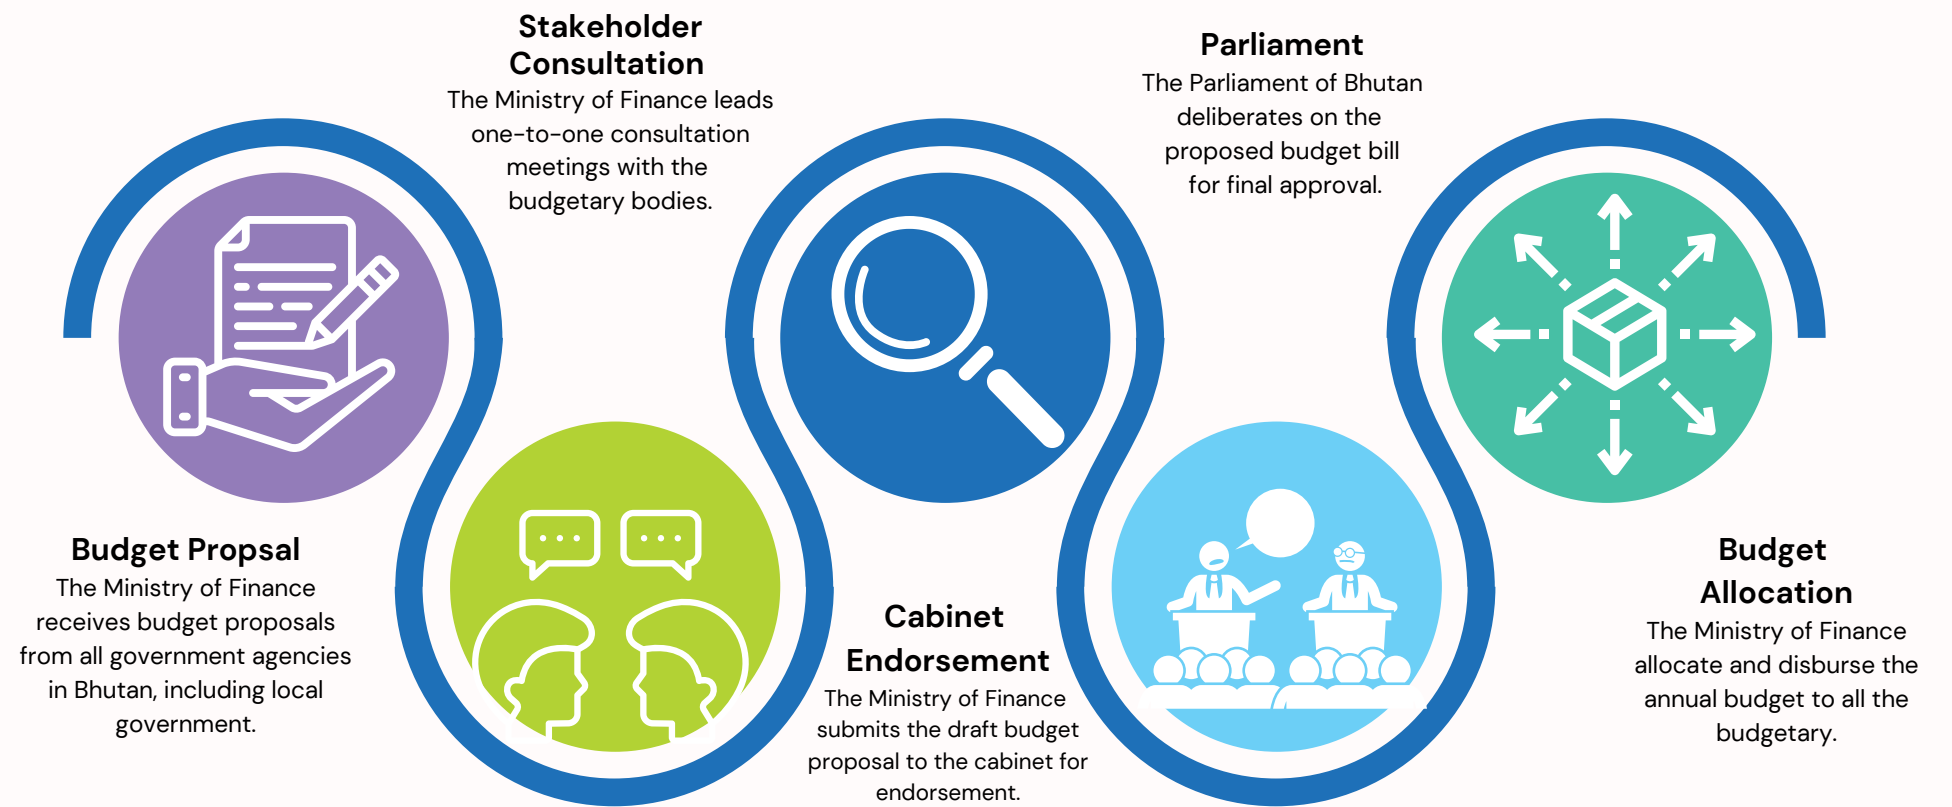 Budget Propsal
The Ministry of Finance
receives budget proposals
from all government agencies
in Bhutan, including local
government.
Stakeholder
Consultation
The Ministry of Finance leads
one-to-one consultation
meetings with the
budgetary bodies.
Cabinet
Endorsement
The Ministry of Finance
submits the draft budget
proposal to the cabinet for
endorsement.
Parliament
The Parliament of Bhutan
deliberates on the
proposed budget bill
for final approval.
Budget
Allocation
The Ministry of Finance
allocate and disburse the
annual budget to all the
budgetary.